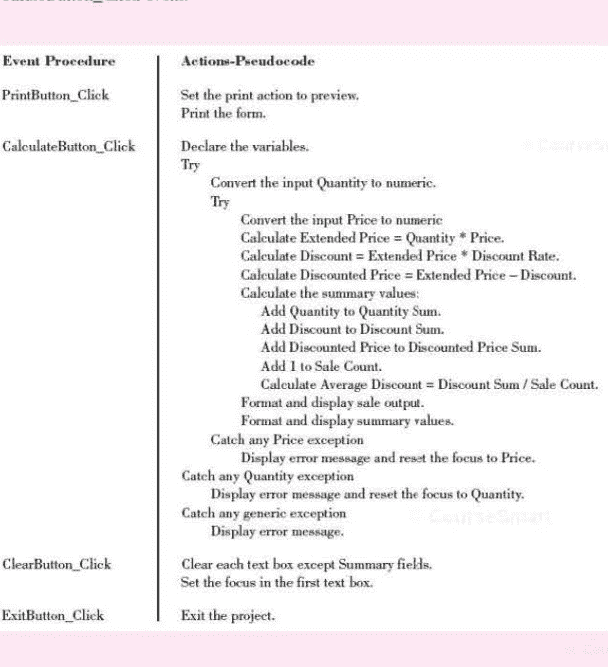 Event Procedure Actions-Pseudocode
PrintButton_Click Set the print action to preview.
Print the form.
CalculateButton_Click Declare the variables.
Try
Convert the input Quantity to numeric.
Try
Convert the input Price to numeric
Calculate Extended Price = Quantity * Price.
Calculate Discount = Extended Price * Discount Rate.
Calculate Discounted Price = Extended Price – Discount.
Calculate the summary values:
Add Quantity to Quantity Sum.
Add Discount to Discount Sum.
Add Discounted Price to Discounted Price Sum.
Add 1 to Sale Count.
Calculate Average Discount = Discount Sum / Sale Count.
Format and display sale output.
Format and display summary values.
Catch any Price exception
Display error message and reset the focus to Price.
Catch any Quantity exception
Display error message and reset the focus to Quantity.
Catch any generic exception
© CourseSmart
Display error message.
ClearButton_Click Clear each text box except Summary fields.
Set the focus in the first text box.
ExitButton_Click Exit the project.